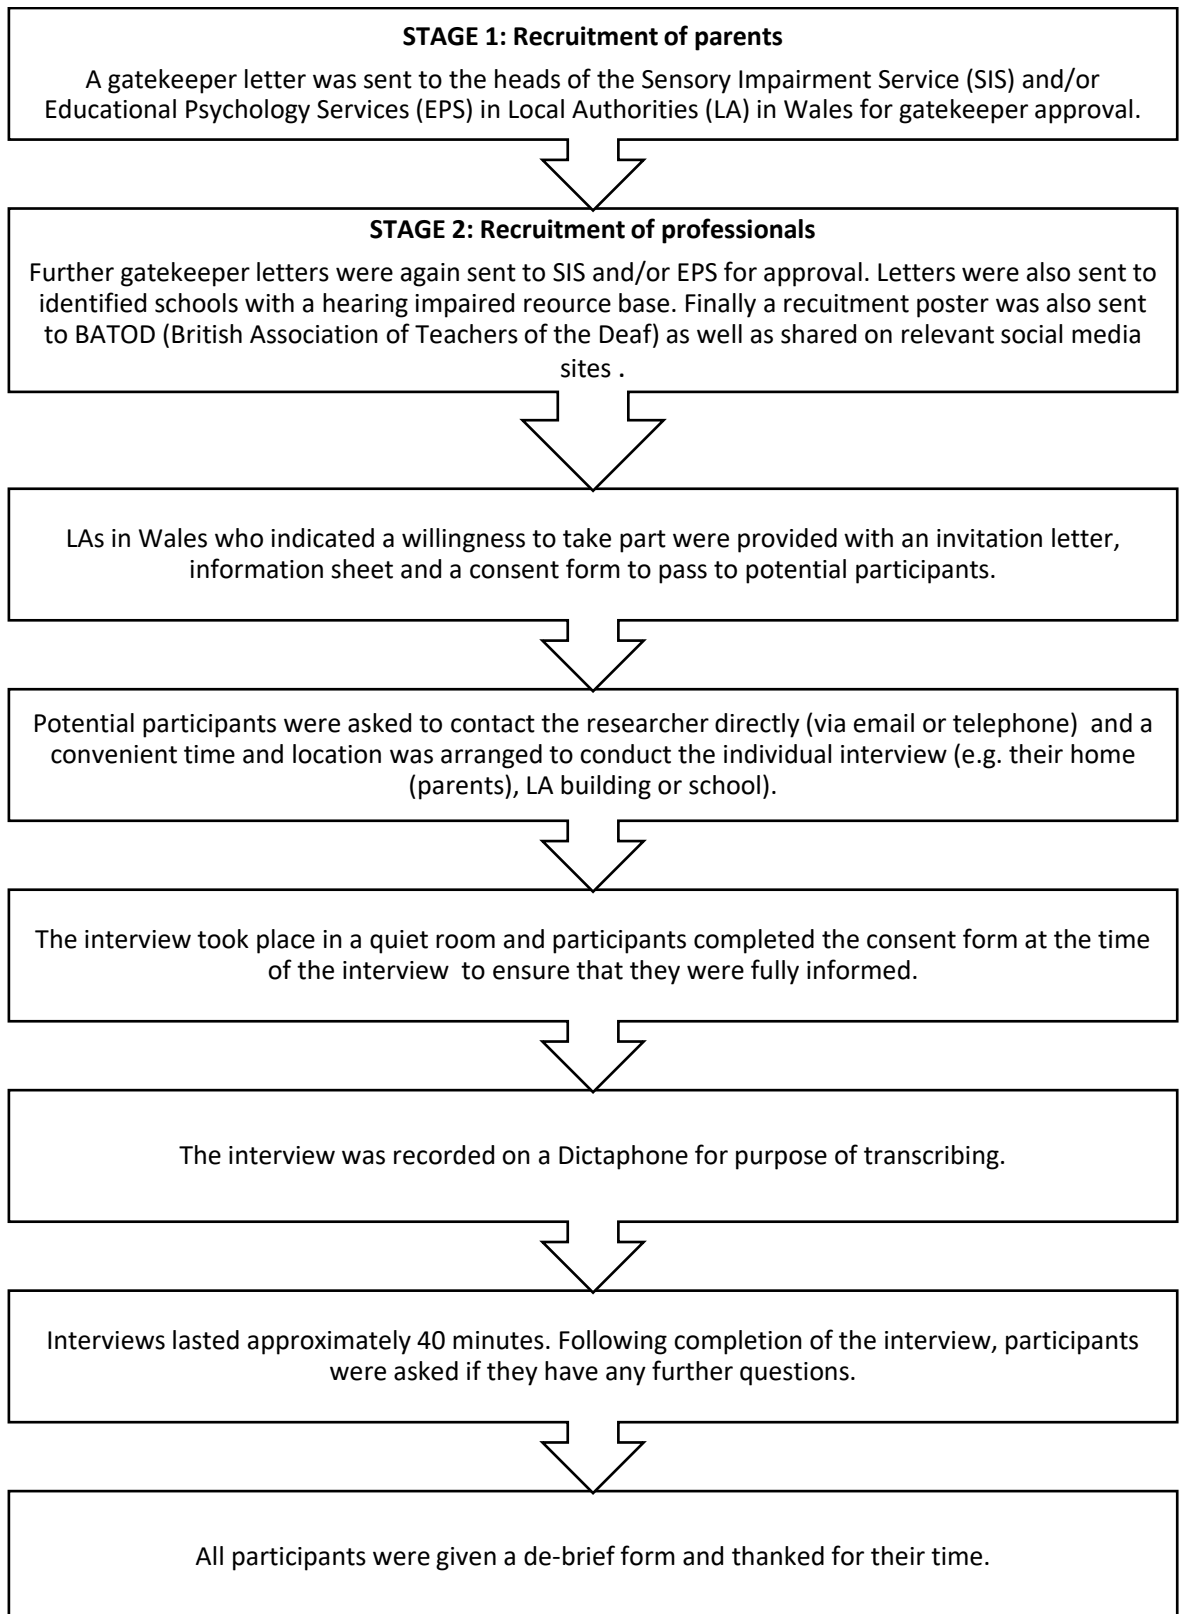 STAGE 1: Recruitment of parents
A gatekeeper letter was sent to the heads of the Sensory Impairment Service (SIS) and/or
Educational Psychology Services (EPS) in Local Authorities (LA) in Wales for gatekeeper approval.
STAGE 2: Recruitment of professionals
Further gatekeeper letters were again sent to SIS and/or EPS for approval. Letters were also sent to
identified schools with a hearing impaired reource base. Finally a recuitment poster was also sent
to BATOD (British Association of Teachers of the Deaf) as well as shared on relevant social media
sites .
LAs in Wales who indicated a willingness to take part were provided with an invitation letter,
information sheet and a consent form to pass to potential participants.
Potential participants were asked to contact the researcher directly (via email or telephone) and a
convenient time and location was arranged to conduct the individual interview (e.g. their home
(parents), LA building or school).
The interview took place in a quiet room and participants completed the consent form at the time
of the interview to ensure that they were fully informed.
The interview was recorded on a Dictaphone for purpose of transcribing.
Interviews lasted approximately 40 minutes. Following completion of the interview, participants
were asked if they have any further questions.
All participants were given a de-brief form and thanked for their time.